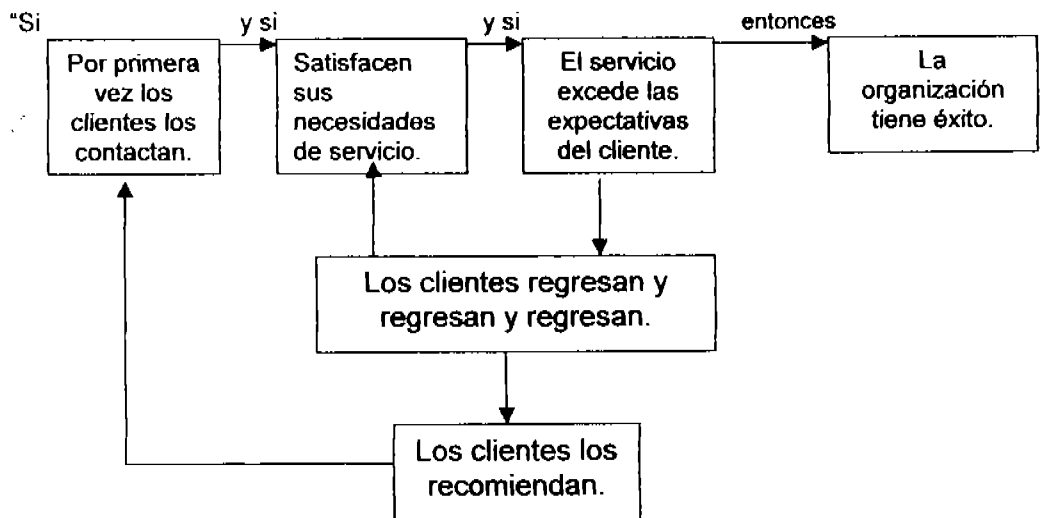 "Si
y si
y si
entonces
Por primera
vez los
clientes los
contactan.
Satisfacen
sus
necesidades
de servicio.
El servicio
excede las
expectativas
del cliente.
La
organización
tiene éxito.
Los clientes regresan y
regresan y regresan.
Los clientes los
recomiendan.